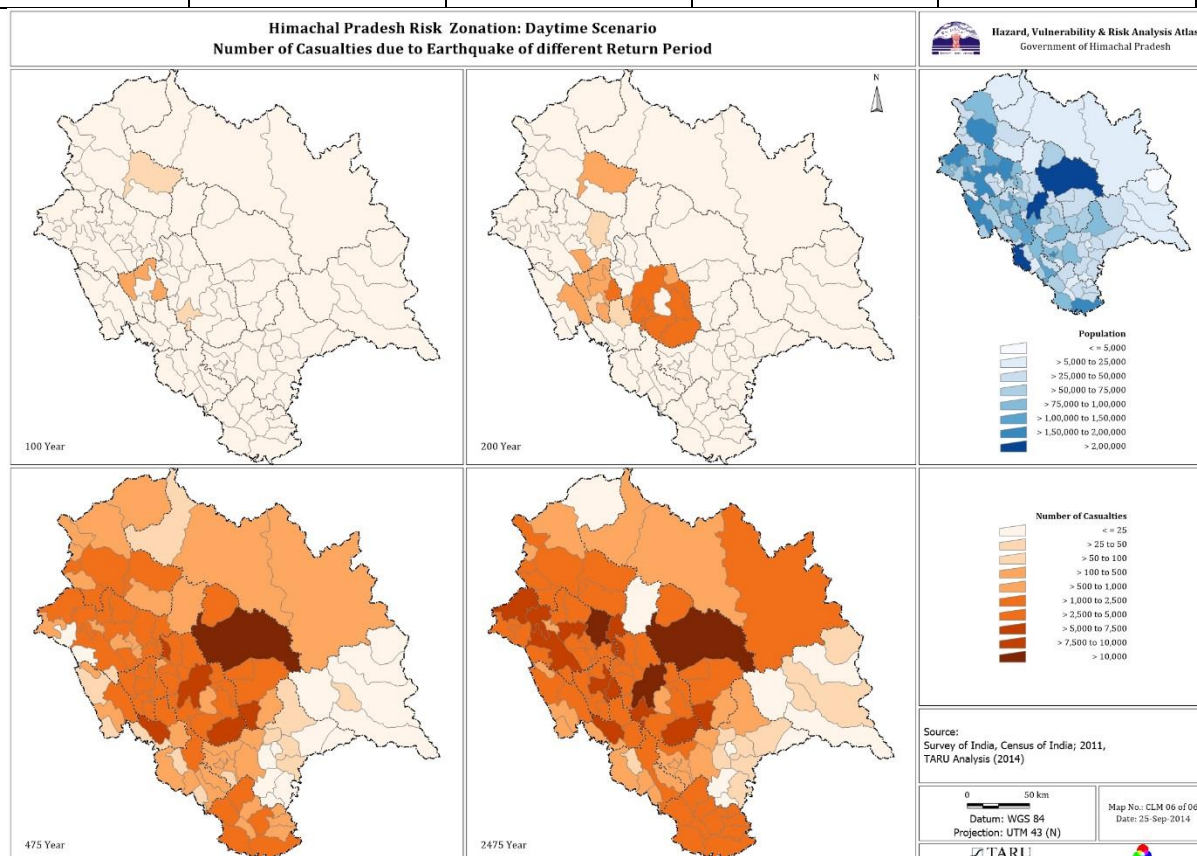 Himachal Pradesh Risk Zonation: Daytime Scenario
Number of Casualties due to Earthquake of different Return Period
Hazard, Vulnerability & Risk Analysis Atlas
Government of Himachal Pradesh
N
100 Year
200 Year
Population
< = 5,000
> 5,000 to 25,000
> 25,000 to 50,000
> 50,000 to 75,000
> 75,000 to 1,00,000
> 1,00,000 to 1,50,000
> 1,50,000 to 2,00,000
> 2,00,000
475 Year
2475 Year
Number of Casualties
< = 25
> 25 to 50
> 50 to 100
> 100 to 500
> 500 to 1,000
> 1,000 to 2,500
> 2,500 to 5,000
> 5,000 to 7,500
> 7,500 to 10,000
> 10,000
Source:
Survey of India, Census of India; 2011,
TARU Analysis (2014)
0 50 km
Datum: WGS 84
Projection: UTM 43 (N)
Map No.: CLM 06 of 06
Date: 25-Sep-2014
TARU